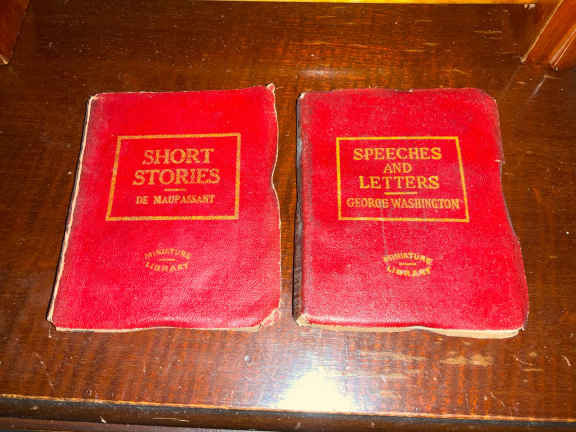 SHORT
STORIES
DE MAUPASSANT
MINIATURE
LIBRARY
SPEECHES
AND
LETTERS
GEORGE WASHINGTON
MINIATURE
LIBRARY